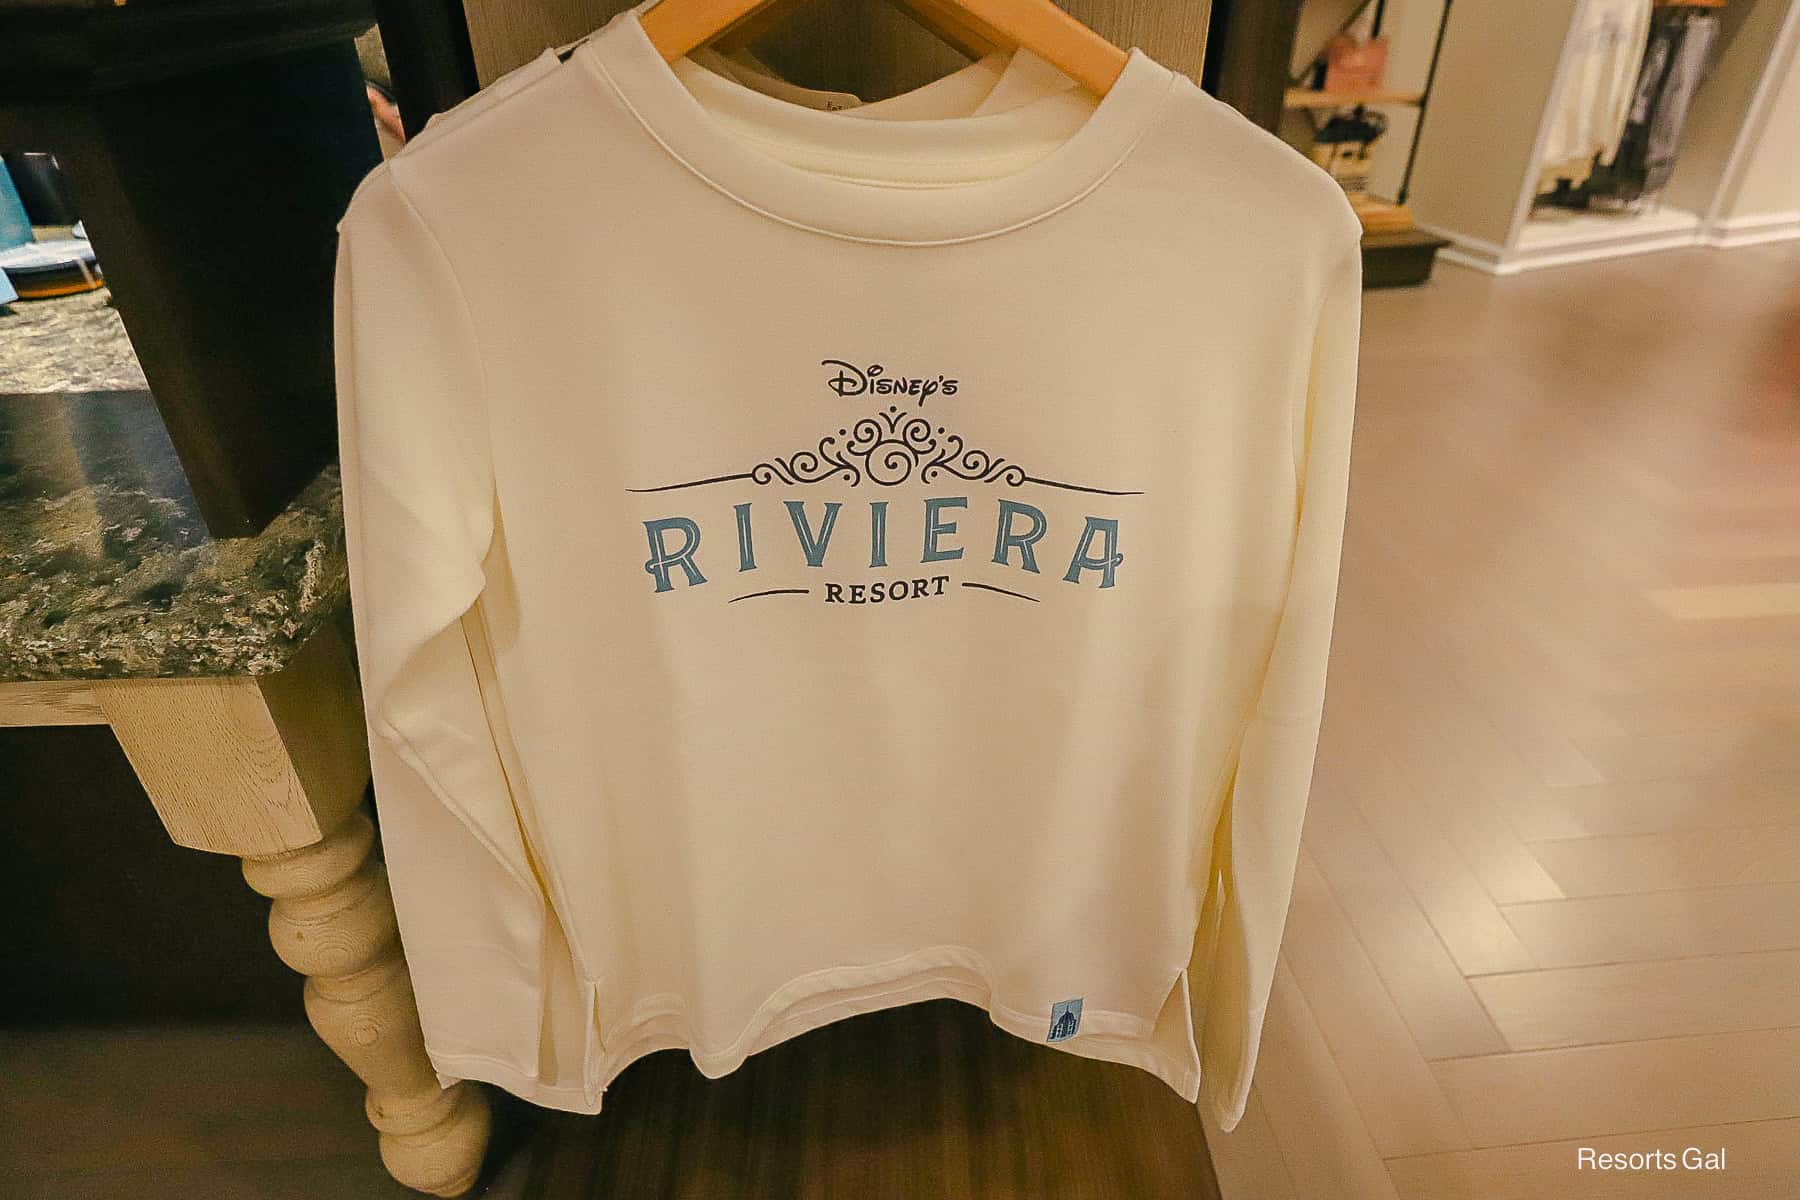 Disney's
RIVIERA
RESORT
Resorts Gal